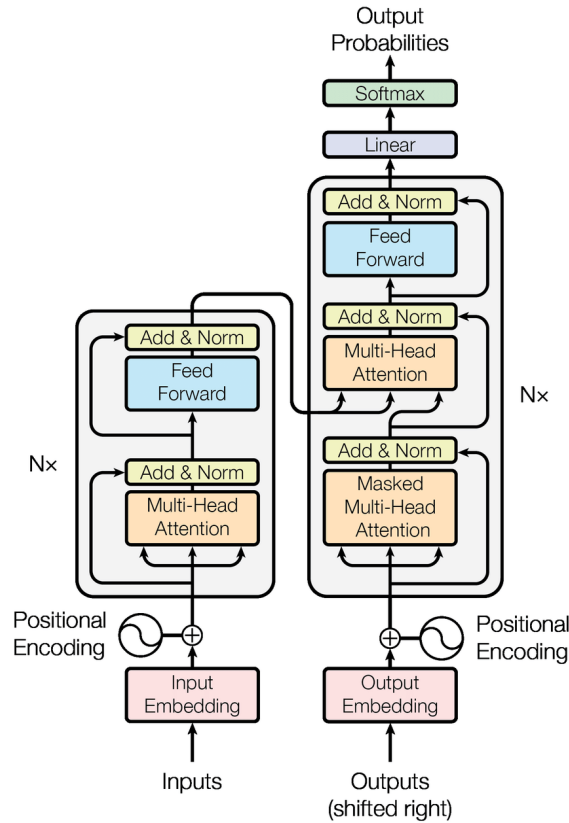 Output
Probabilities
Softmax
Linear
Add & Norm
Feed
Forward
Add & Norm
Multi-Head
Attention
Add & Norm
Masked
Multi-Head
Attention
N×
Add & Norm
Feed
Forward
Add & Norm
Multi-Head
Attention
N×
Positional
Encoding
Positional
Encoding
Input
Embedding
Output
Embedding
Inputs
Outputs
(shifted right)